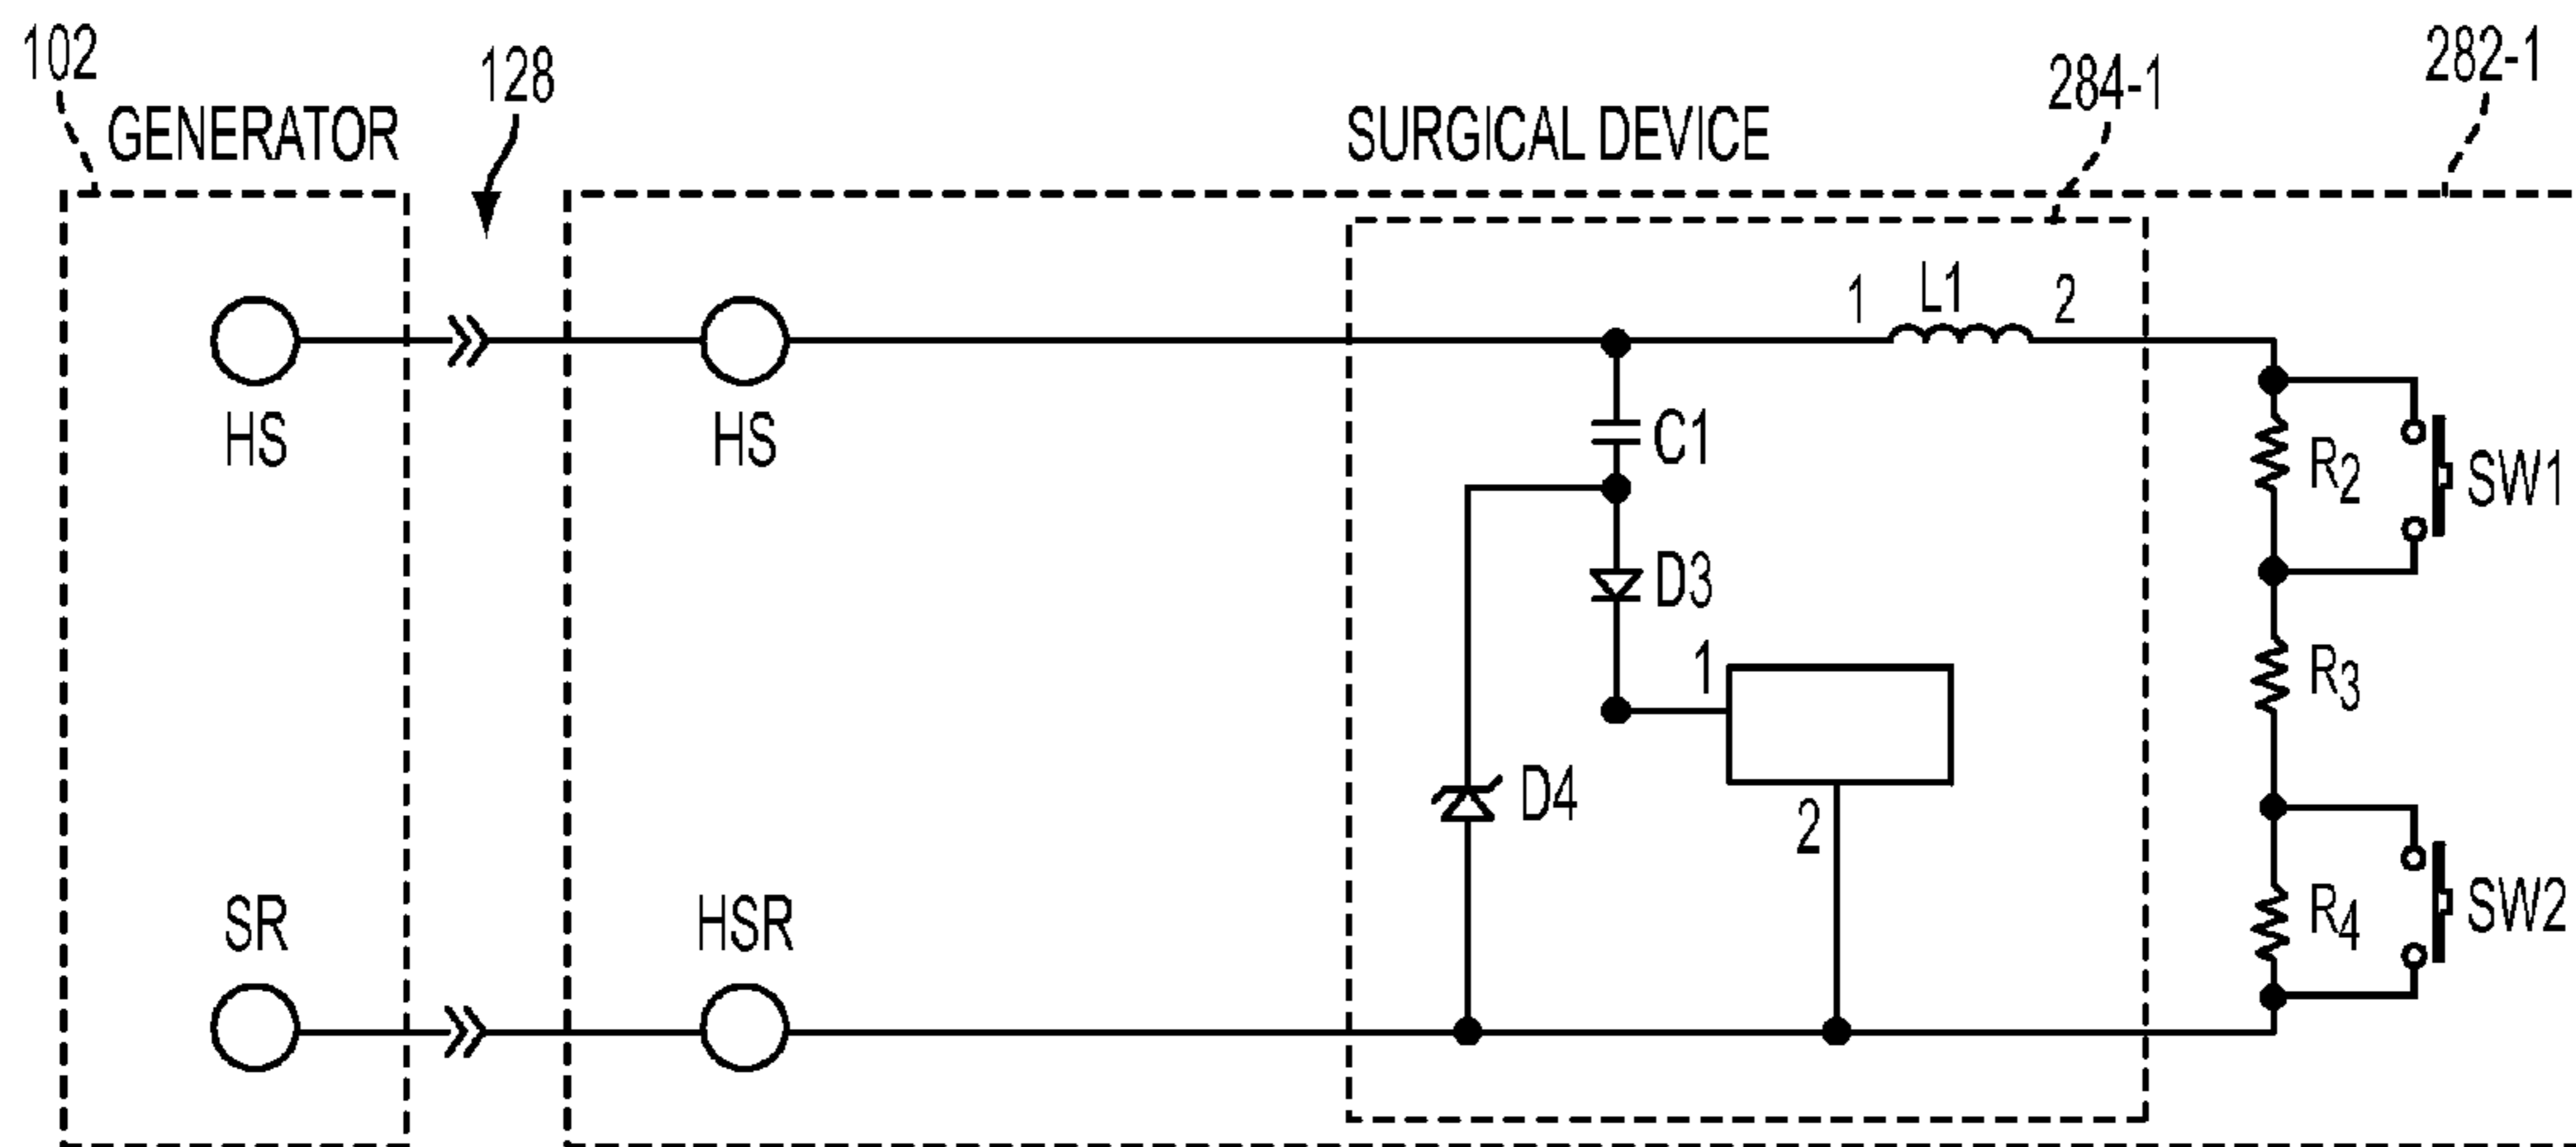 102
128
284-1
282-1
GENERATOR
SURGICAL DEVICE
1 L1 2
HS
HS
C1
R2
SW1
D3
1
R3
D4
2
SR
HSR
R4
SW2